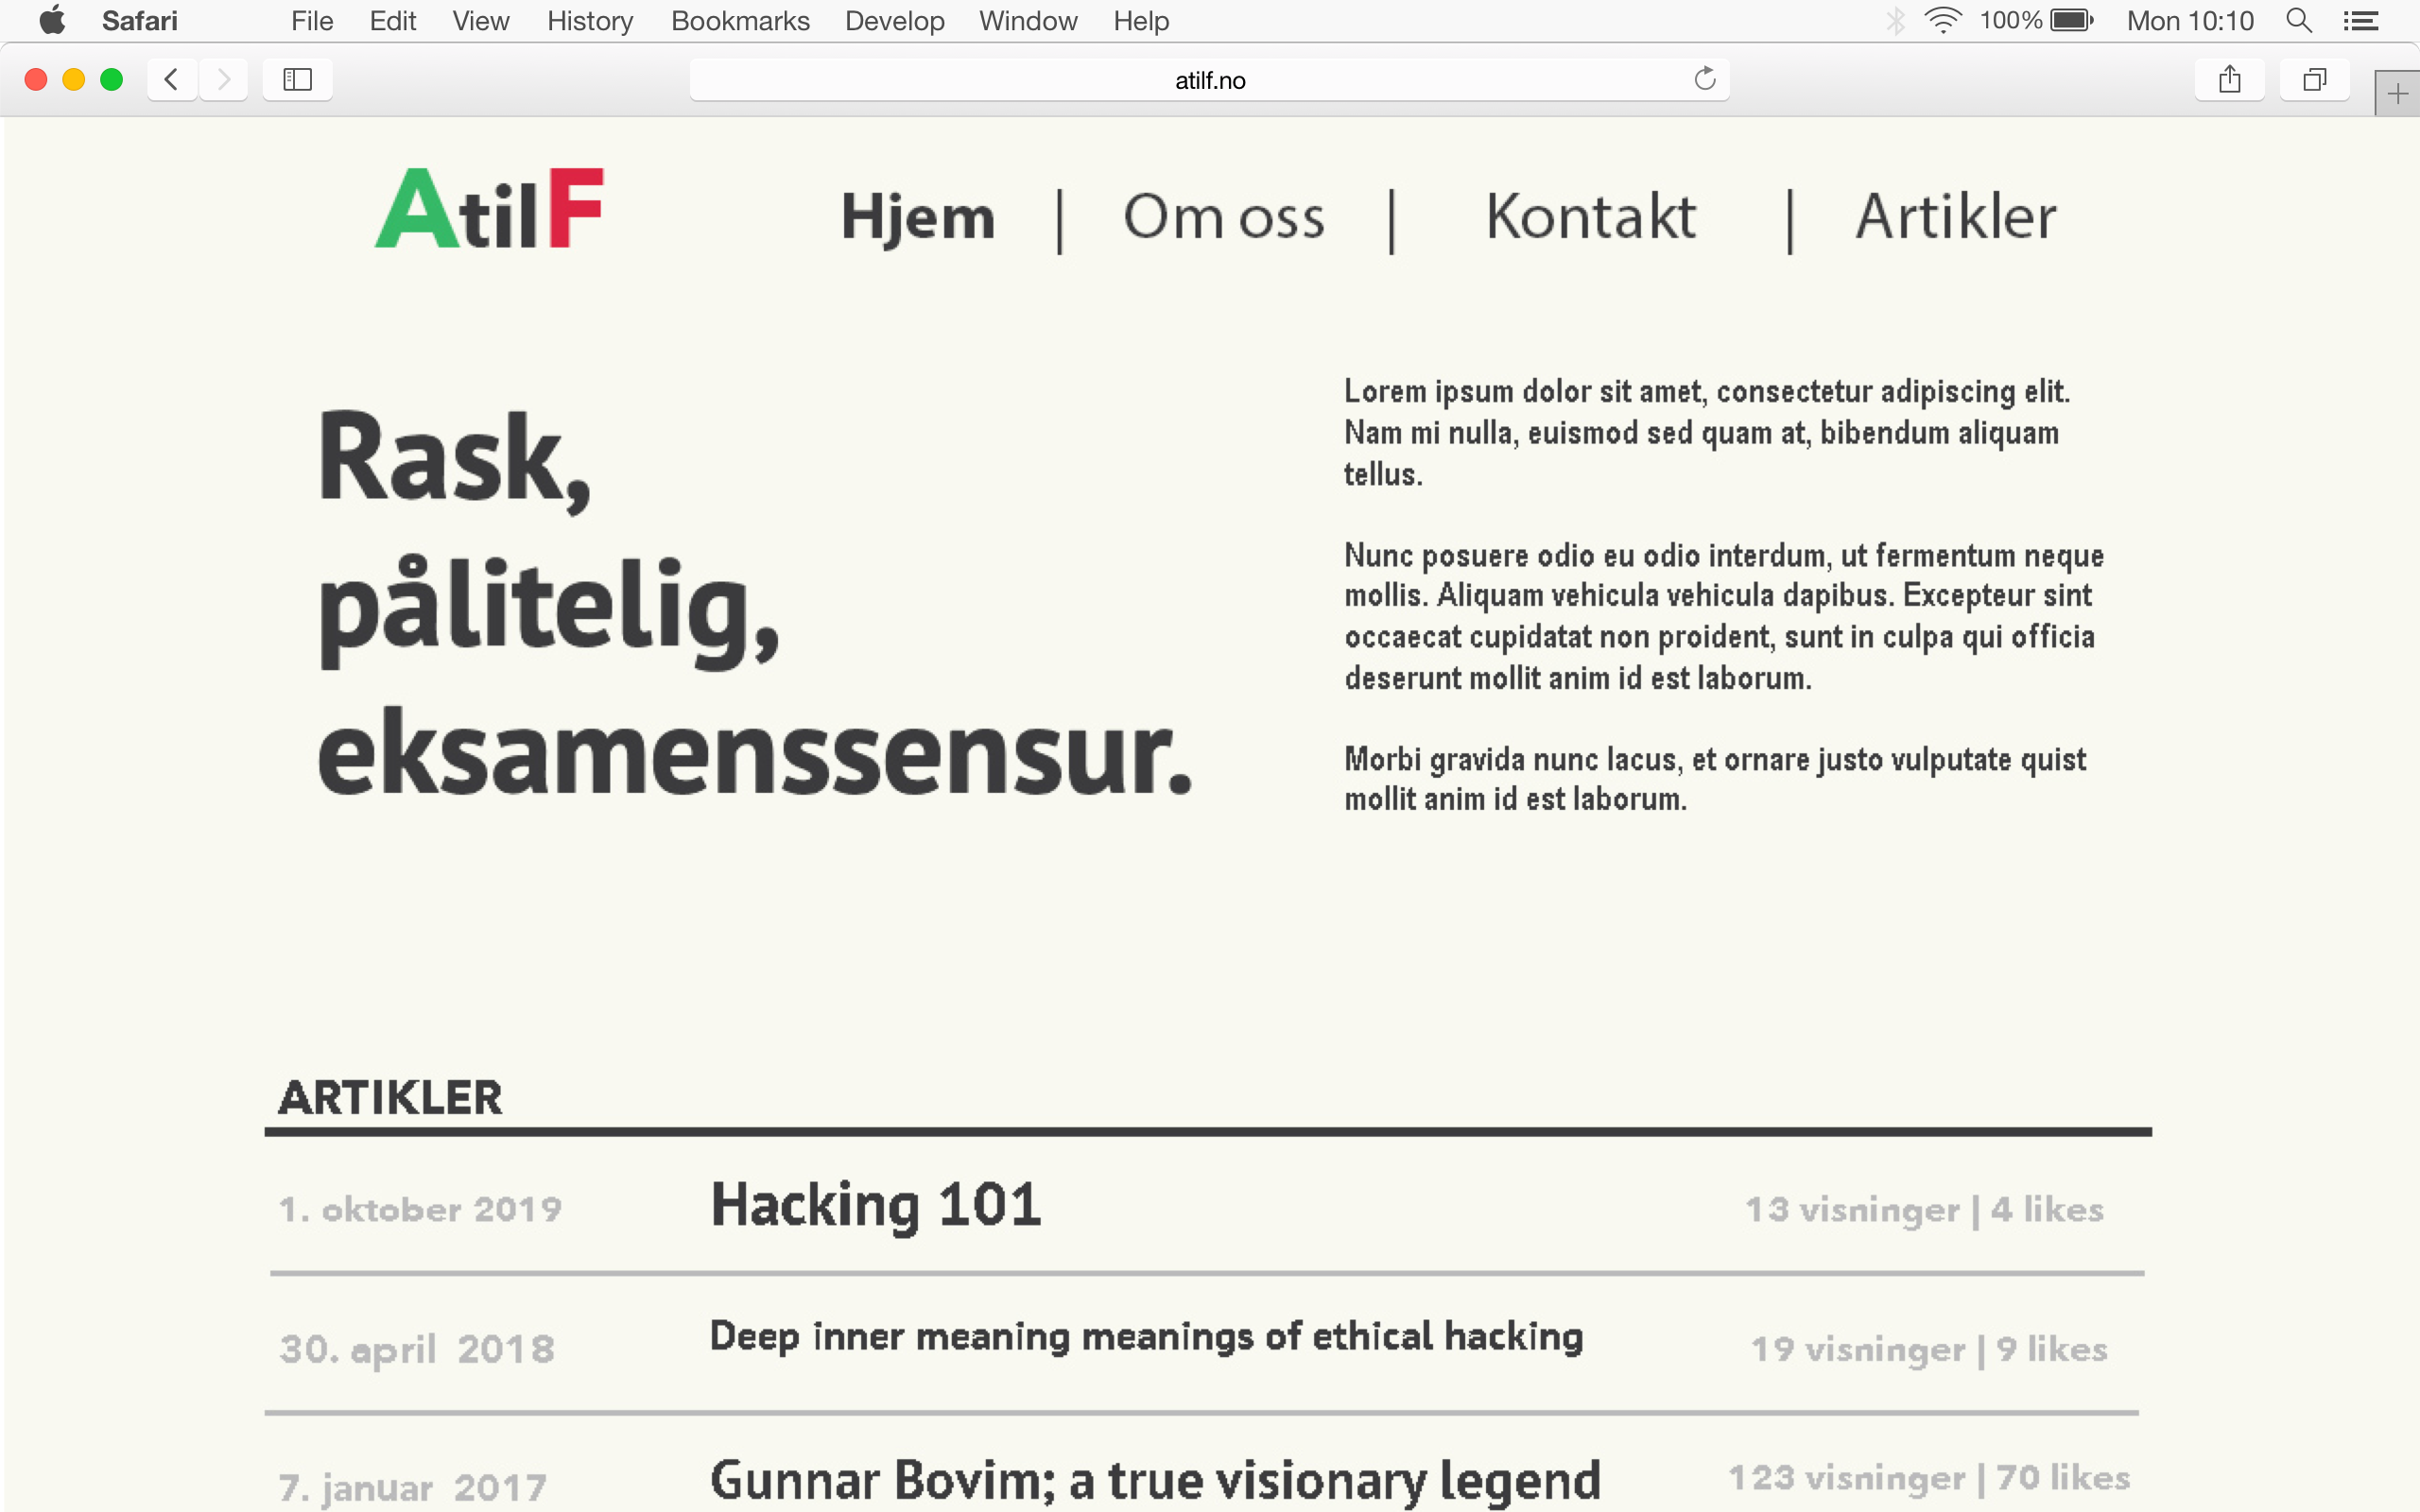 Safari File Edit View History Bookmarks Develop Window Help 100% Mon 10:10
atilf.no
AtilF Hjem | Om oss | Kontakt | Artikler
Rask,
pålitelig,
eksamenssensur.
Lorem ipsum dolor sit amet, consectetur adipiscing elit.
Nam mi nulla, euismod sed quam at, bibendum aliquam
tellus.
Nunc posuere odio eu odio interdum, ut fermentum neque
mollis. Aliquam vehicula vehicula dapibus. Excepteur sint
occaecat cupidatat non proident, sunt in culpa qui officia
deserunt mollit anim id est laborum.
Morbi gravida nunc lacus, et ornare justo vulputate quist
mollit anim id est laborum.
ARTIKLER
1. oktober 2019 Hacking 101 13 visninger | 4 likes
30. april 2018 Deep inner meaning meanings of ethical hacking 19 visninger | 9 likes
7. januar 2017 Gunnar Bovim; a true visionary legend 123 visninger | 70 likes